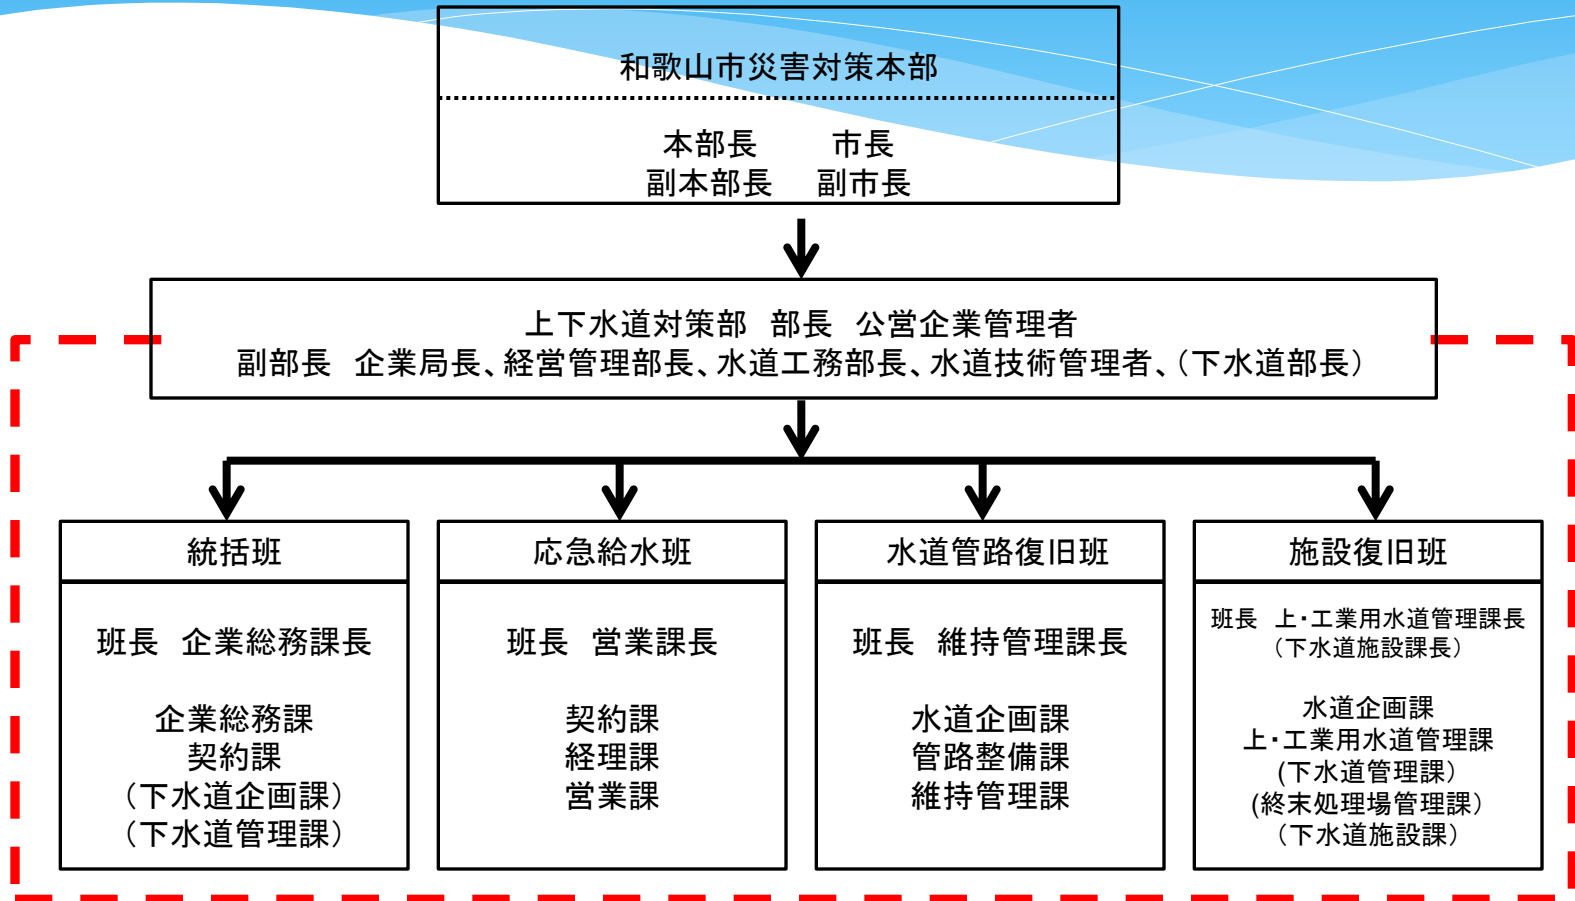 和歌山市災害対策本部
本部長　市長
副本部長　副市長
上下水道対策部　部長　公営企業管理者
副部長　企業局長、経営管理部長、水道工務部長、水道技術管理者、（下水道部長）
統括班
班長　企業総務課長
企業総務課
契約課
（下水道企画課）
（下水道管理課）
応急給水班
班長　営業課長
契約課
経理課
営業課
水道管路復旧班
班長　維持管理課長
水道企画課
管路整備課
維持管理課
施設復旧班
班長　上・工業用水道管理課長
（下水道施設課長）
水道企画課
上・工業用水道管理課
(下水道管理課）
(終末処理場管理課）
（下水道施設課）